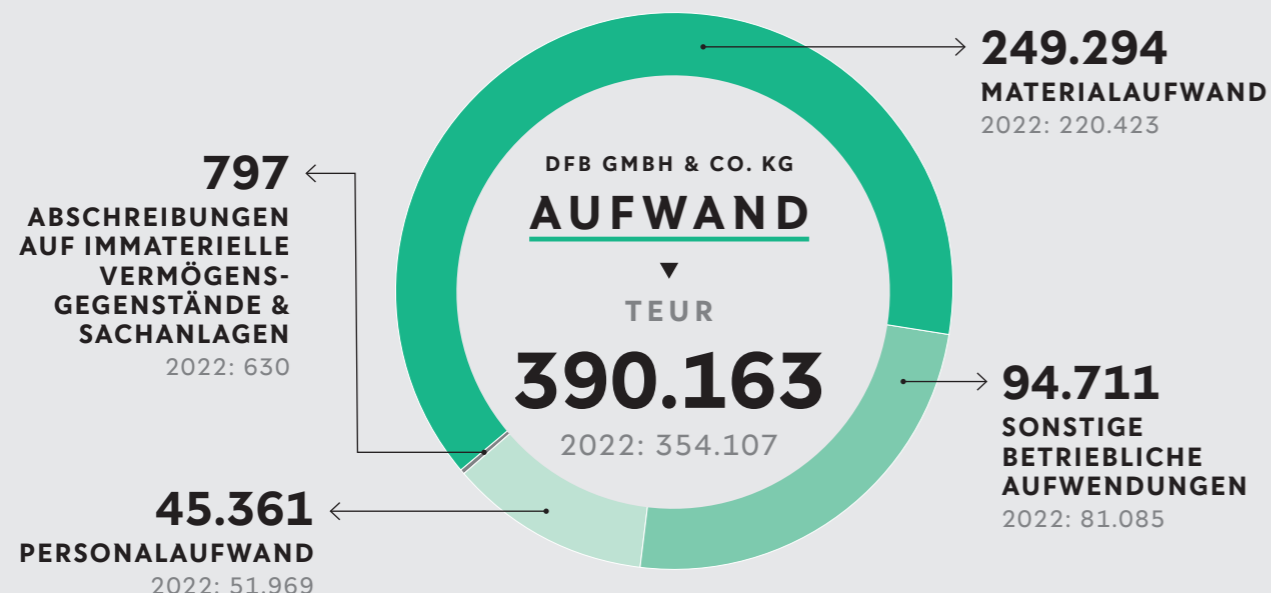 DFB GMBH & CO. KG
AUFWAND
TEUR
390.163
2022: 354.107
249.294
MATERIALAUFWAND
2022: 220.423
94.711
SONSTIGE
BETRIEBLICHE
AUFWENDUNGEN
2022: 81.085
45.361
PERSONALAUFWAND
2022: 51.969
797
ABSCHREIBUNGEN
AUF IMMATERIELLE
VERMÖGENS-
GEGENSTÄNDE &
SACHANLAGEN
2022: 630